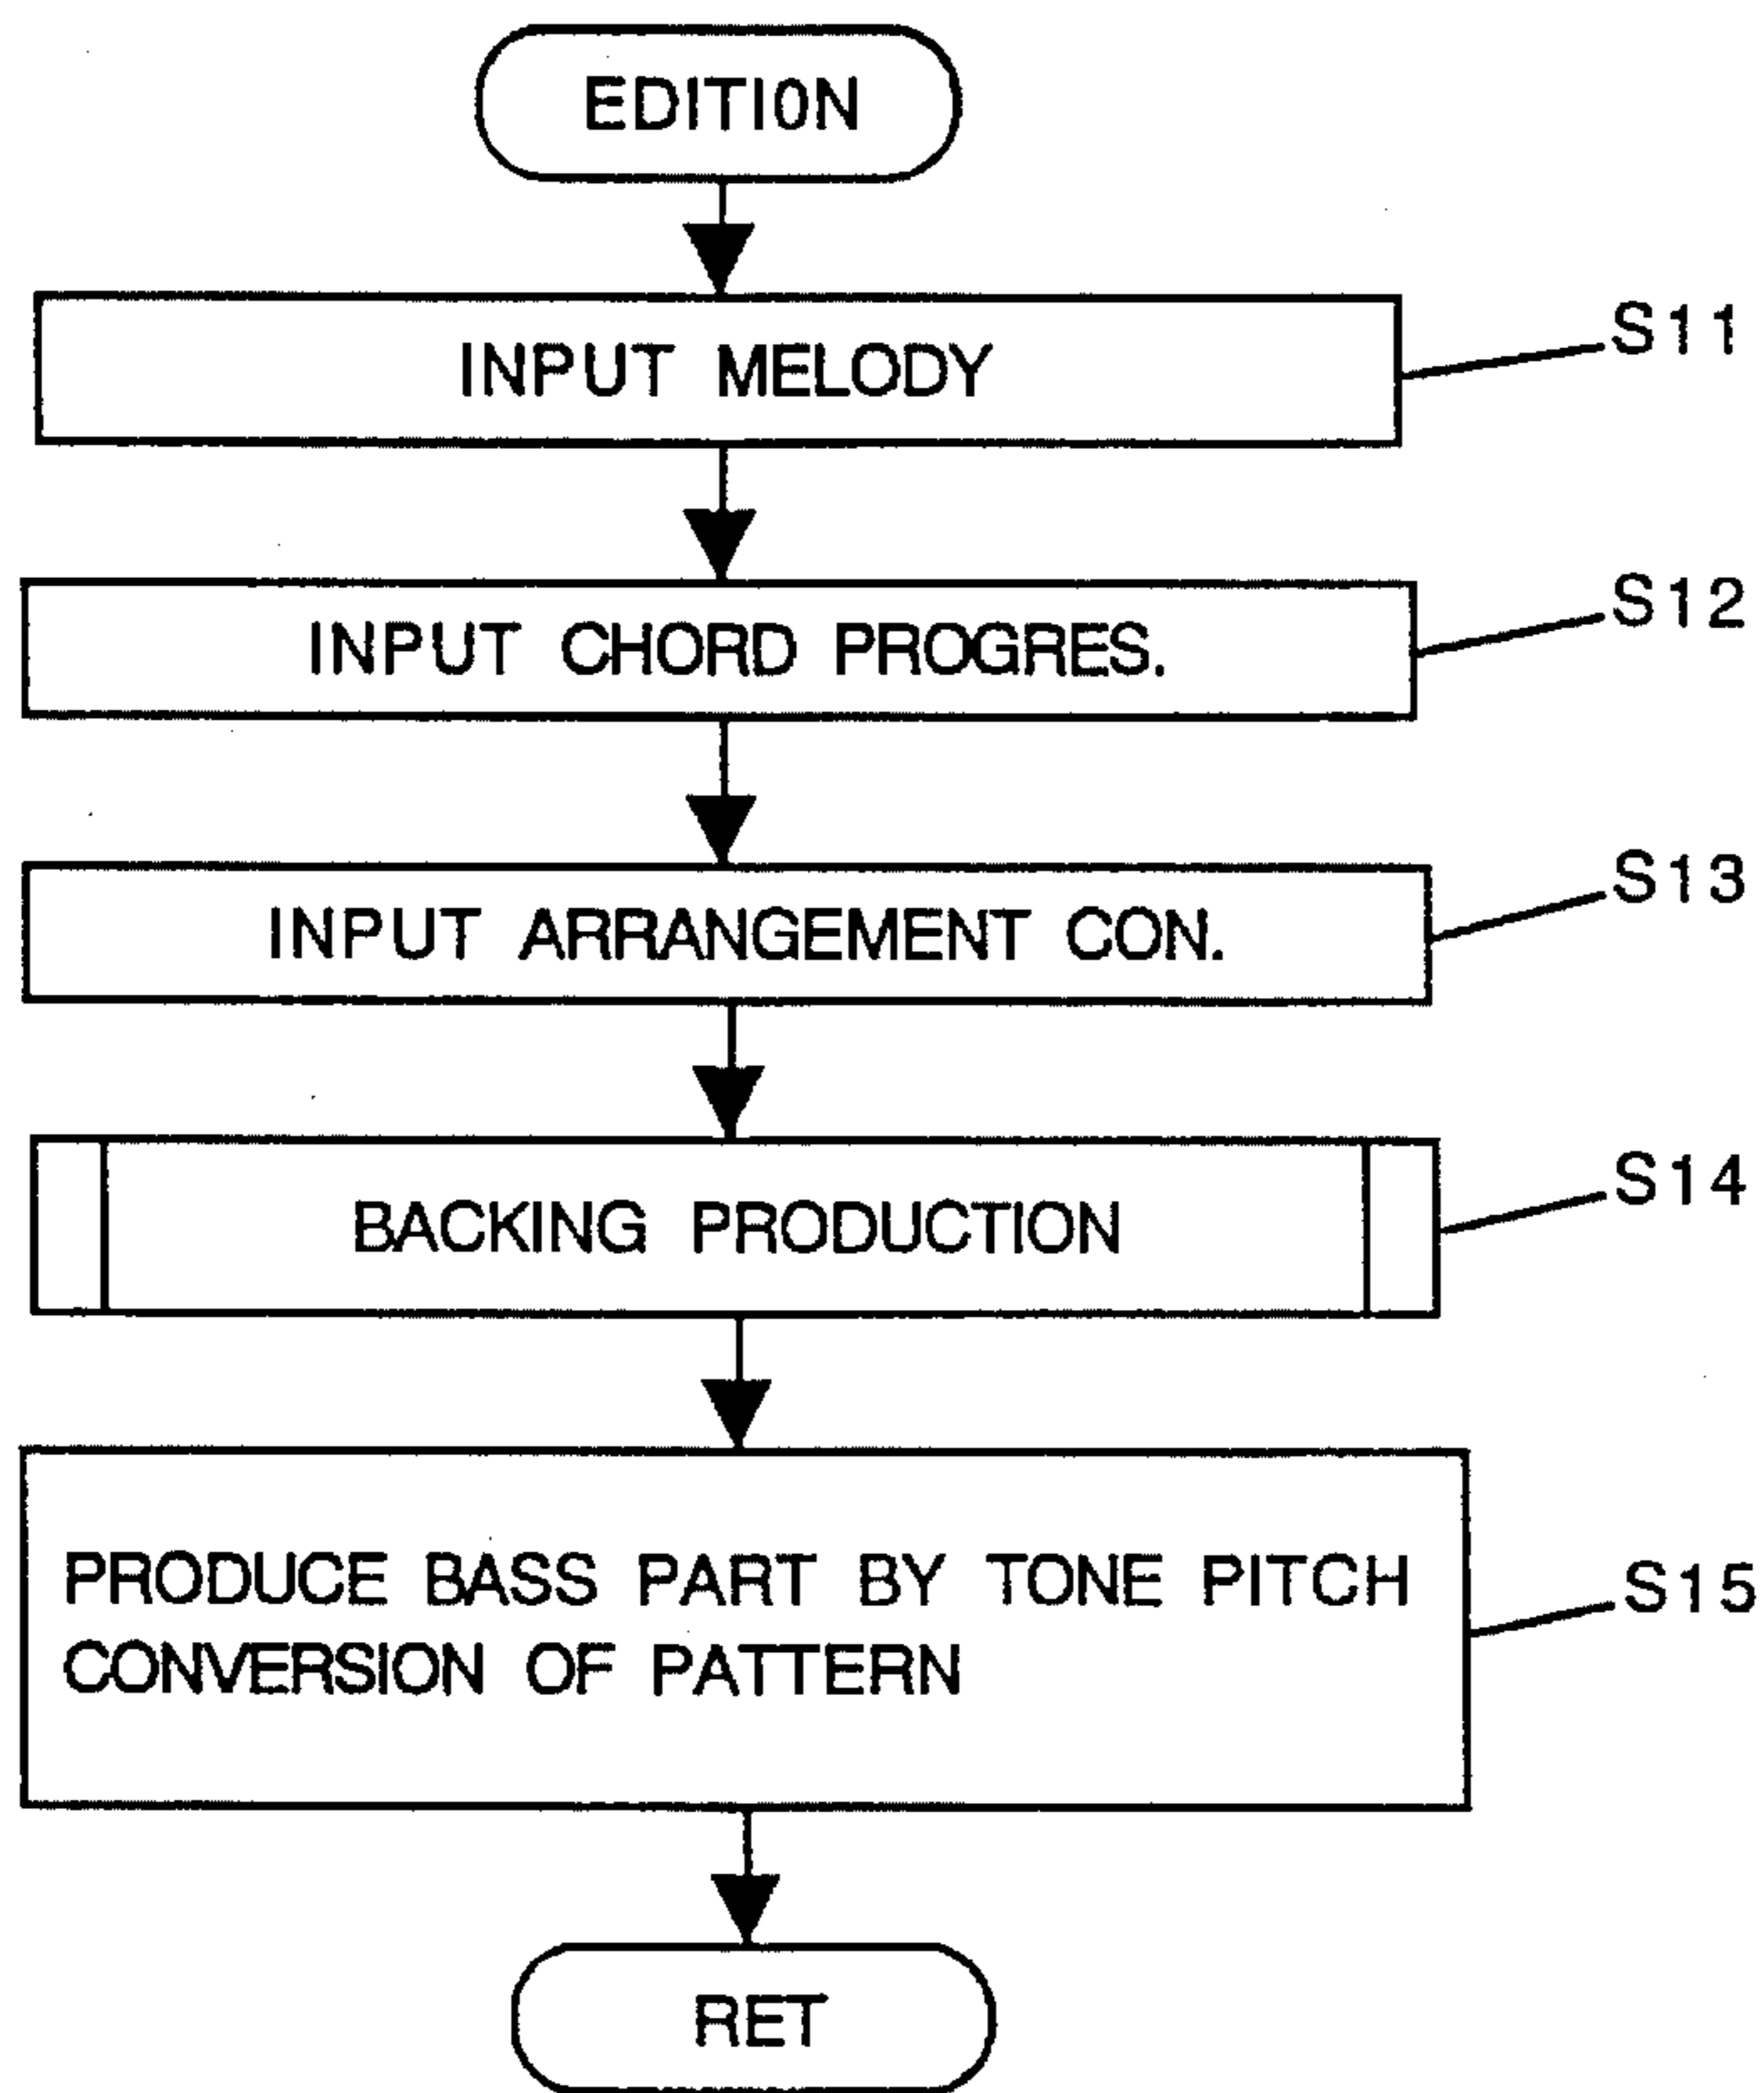 EDITION
INPUT MELODY
S11
INPUT CHORD PROGRES.
S12
INPUT ARRANGEMENT CON.
S13
BACKING PRODUCTION
S14
PRODUCE BASS PART BY TONE PITCH
CONVERSION OF PATTERN
S15
RET